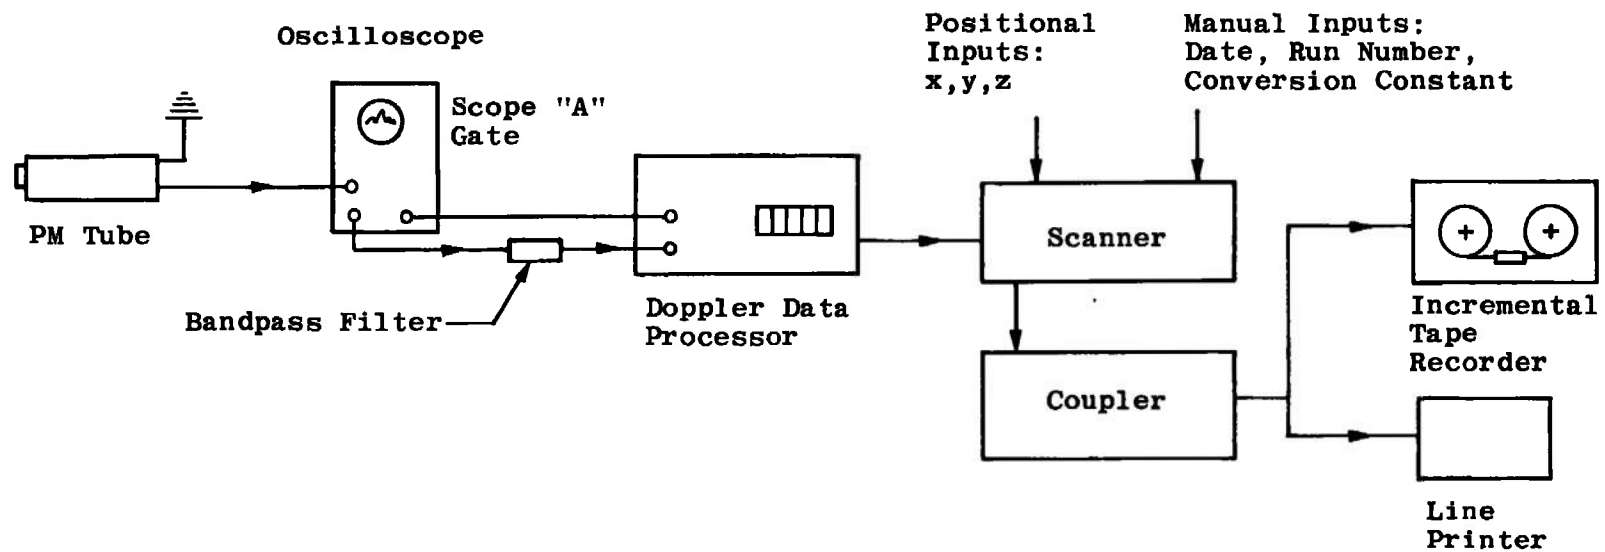 Oscilloscope
Scope "A"
Gate
PM Tube
Bandpass Filter
Doppler Data
Processor
Positional
Inputs:
x,y,z
Manual Inputs:
Date, Run Number,
Conversion Constant
Scanner
Coupler
Incremental
Tape
Recorder
Line
Printer